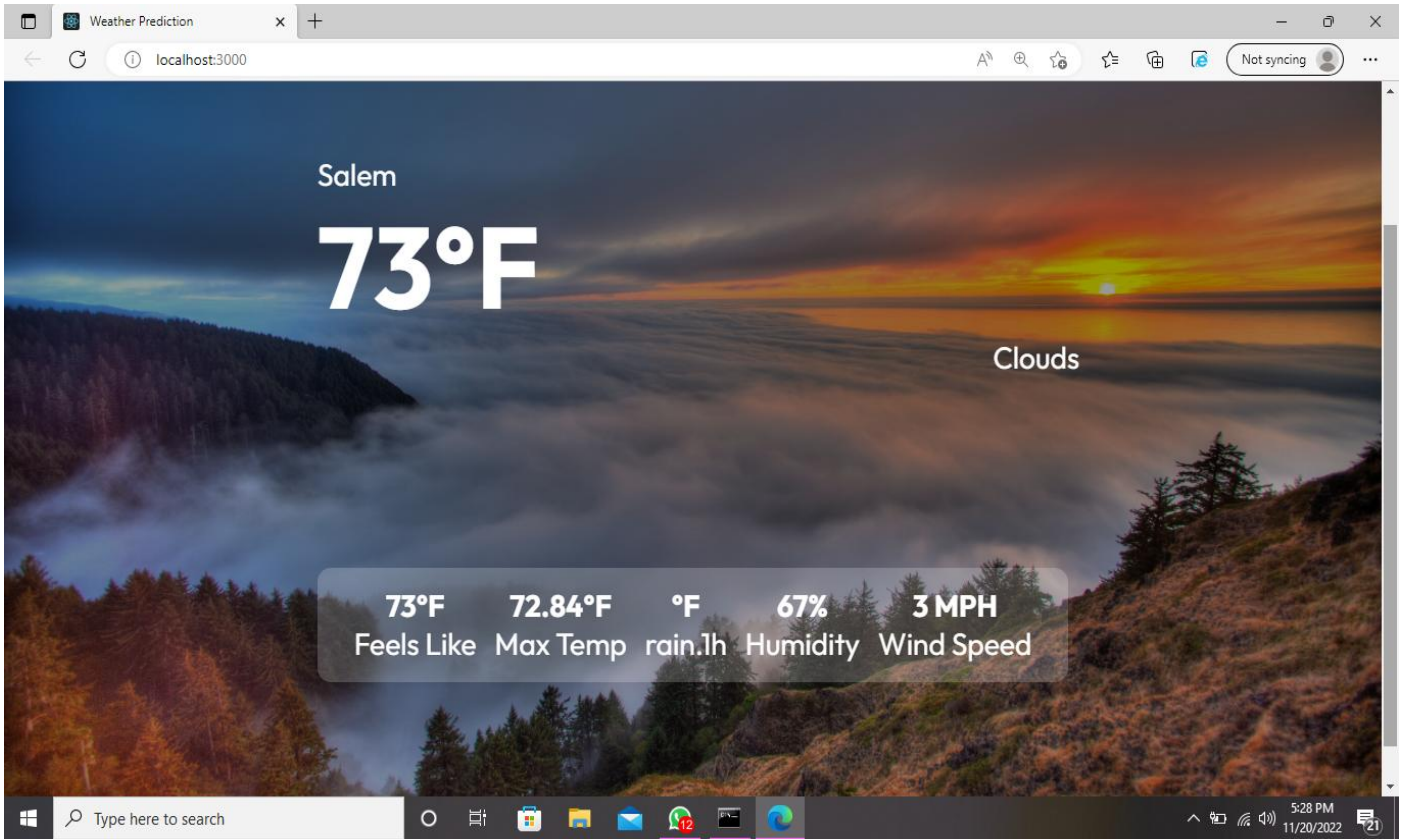 Weather Prediction
localhost:3000
Not syncing
Salem
73°F
Clouds
73°F 72.84°F °F 67% 3 MPH
Feels Like Max Temp rain.1h Humidity Wind Speed
Type here to search
12
5:28 PM
11/20/2022
21